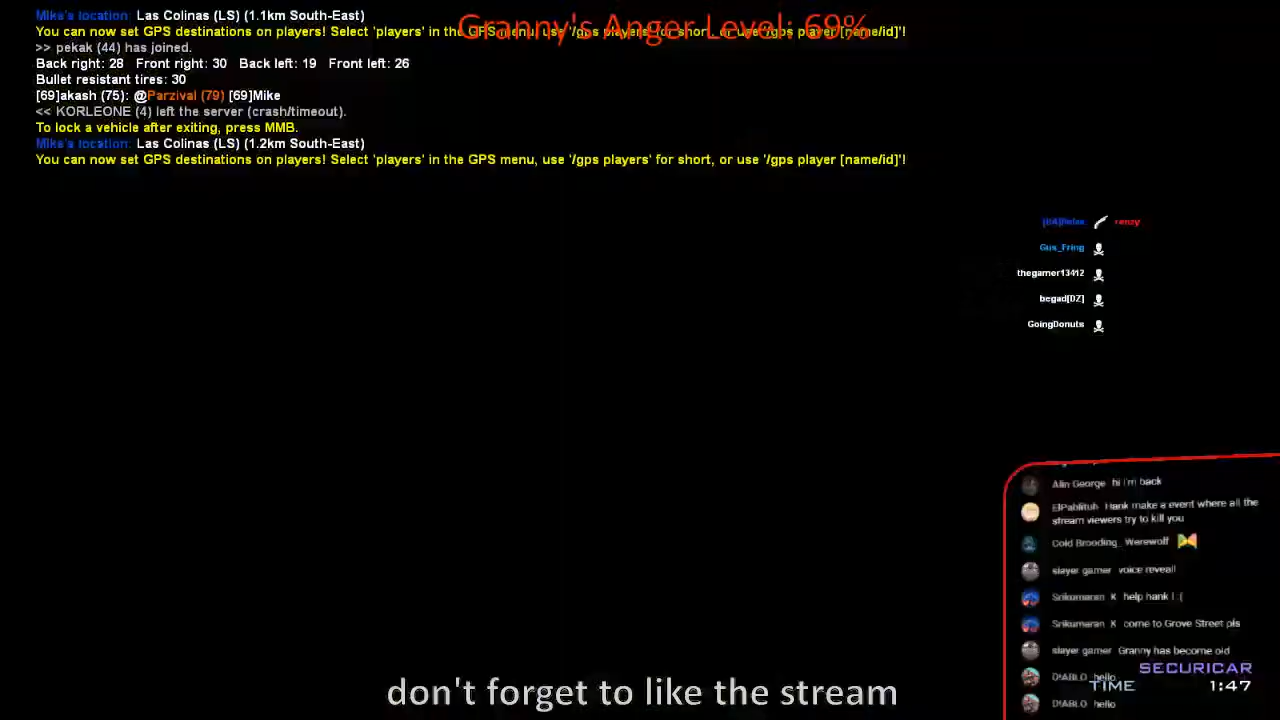 Mike's location: Las Colinas (LS) (1.1km South-East)
Granny's Anger Level: 69%
You can now set GPS destinations on players! Select 'players' in the GPS menu, use '/gps players' for short, or use '/gps player [name/id]'!
>> pekak (44) has joined.
Back right: 28 Front right: 30 Back left: 19 Front left: 26
Bullet resistant tires: 30
[69]akash (75): @Parzival (79) [69]Mike
<< KORLEONE (4) left the server (crash/timeout).
To lock a vehicle after exiting, press MMB.
Mike's location: Las Colinas (LS) (1.2km South-East)
You can now set GPS destinations on players! Select 'players' in the GPS menu, use '/gps players' for short, or use '/gps player [name/id]'!
Gus_Fring
thegamer13412
begad[DZ]
GoingDonuts
Alin George hi i'm back
ElPablituh Hank make a event where all the
stream viewers try to kill you
Cold Brooding_ Werewolf
slayer gamer voice reveal!
Srikumaran K help hank ! :(
Srikumaran K come to Grove Street pls
slayer gamer Granny has become old
SECURICAR
D!ABLO hello
TIME 1:47
D!ABLO hello
don't forget to like the stream